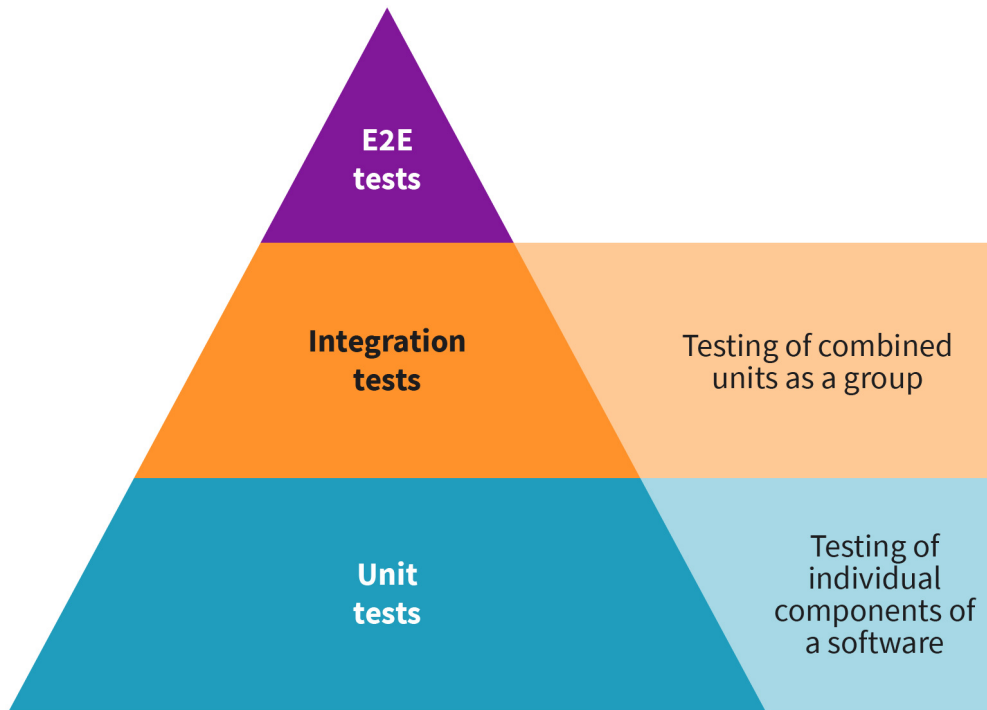 E2E
tests
Integration
tests
Testing of combined
units as a group
Unit
tests
Testing of
individual
components of
a software